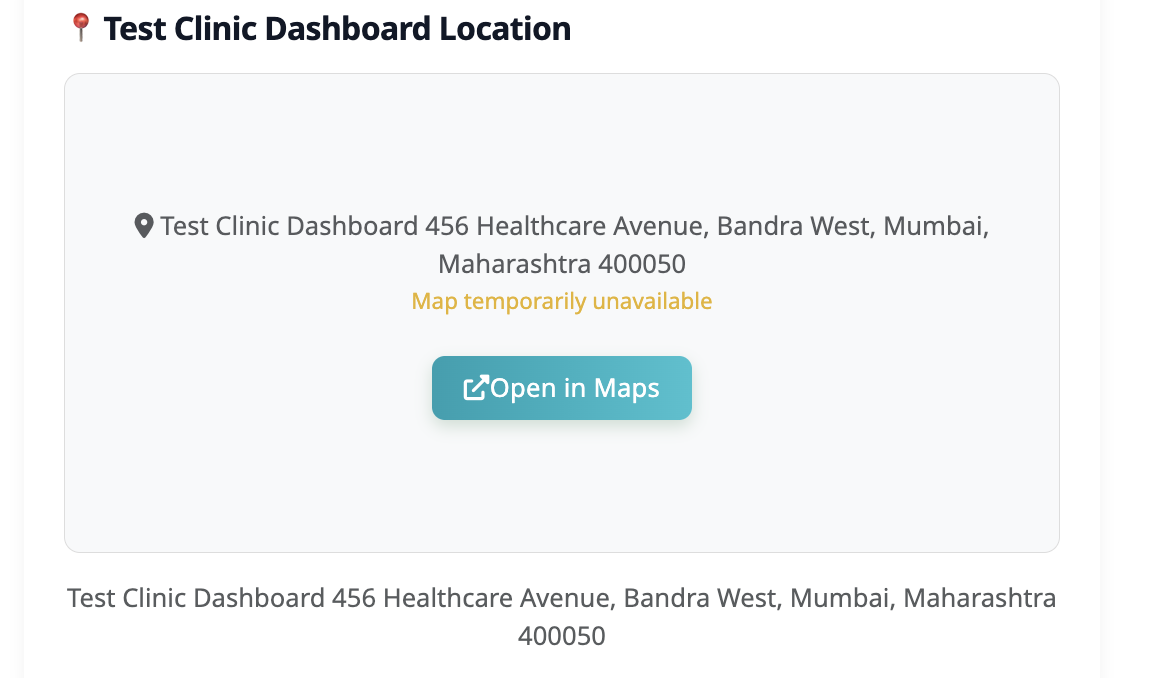 📍 Test Clinic Dashboard Location
Test Clinic Dashboard 456 Healthcare Avenue, Bandra West, Mumbai,
Maharashtra 400050
Map temporarily unavailable
Open in Maps
Test Clinic Dashboard 456 Healthcare Avenue, Bandra West, Mumbai, Maharashtra
400050